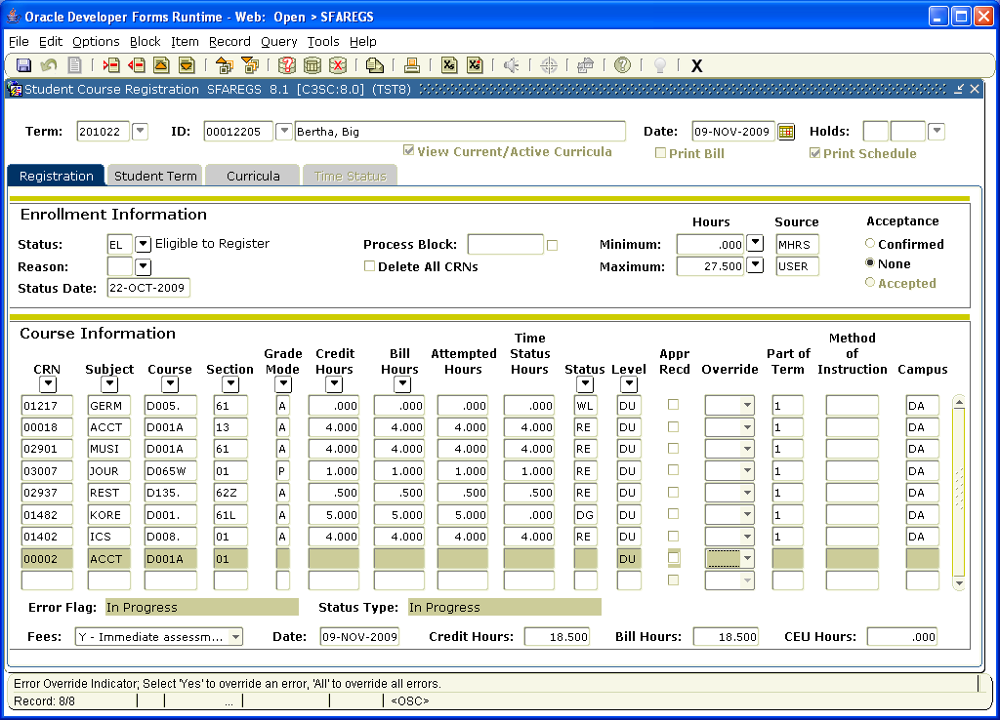 Oracle Developer Forms Runtime - Web: Open > SFAREGS
File Edit Options Block Item Record Query Tools Help
X
Student Course Registration SFAREGS 8.1 [C3SC:8.0] (TST8)
Term: 201022 ID: 00012205 Bertha, Big Date: 09-NOV-2009 Holds:
View Current/Active Curricula Print Bill Print Schedule
Registration Student Term Curricula Time Status
Enrollment Information
Hours Source Acceptance
Status: EL Eligible to Register Process Block: Minimum: .000 MHRS Confirmed
Reason: Delete All CRNs Maximum: 27.500 USER None
Status Date: 22-OCT-2009 Accepted
Course Information
Time Method
Grade Credit Bill Attempted Status Appr Part of of
CRN Subject Course Section Mode Hours Hours Hours Hours Status Level Recd Override Term Instruction Campus
01217 GERM D005. 61 A .000 .000 .000 .000 WL DU 1 DA
00018 ACCT D001A 13 A 4.000 4.000 4.000 4.000 RE DU 1 DA
02901 MUSI D001A 61 A 4.000 4.000 4.000 4.000 RE DU 1 DA
03007 JOUR D065W 01 P 1.000 1.000 1.000 1.000 RE DU 1 DA
02937 REST D135. 62Z A .500 .500 .500 .500 RE DU 1 DA
01482 KORE D001. 61L A 5.000 5.000 5.000 .000 DG DU 1 DA
01402 ICS D008. 01 A 4.000 4.000 4.000 4.000 RE DU 1 DA
00002 ACCT D001A 01 DU
Error Flag: In Progress Status Type: In Progress
Fees: Y - Immediate assessm... Date: 09-NOV-2009 Credit Hours: 18.500 Bill Hours: 18.500 CEU Hours: .000
Error Override Indicator; Select 'Yes' to override an error, 'All' to override all errors.
Record: 8/8 ... <OSC>